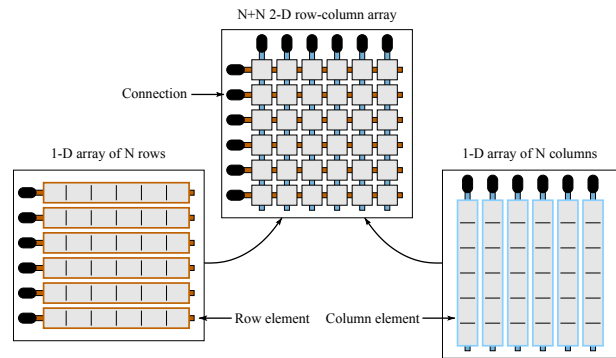 N+N 2-D row-column array
Connection
1-D array of N rows
1-D array of N columns
Row element
Column element